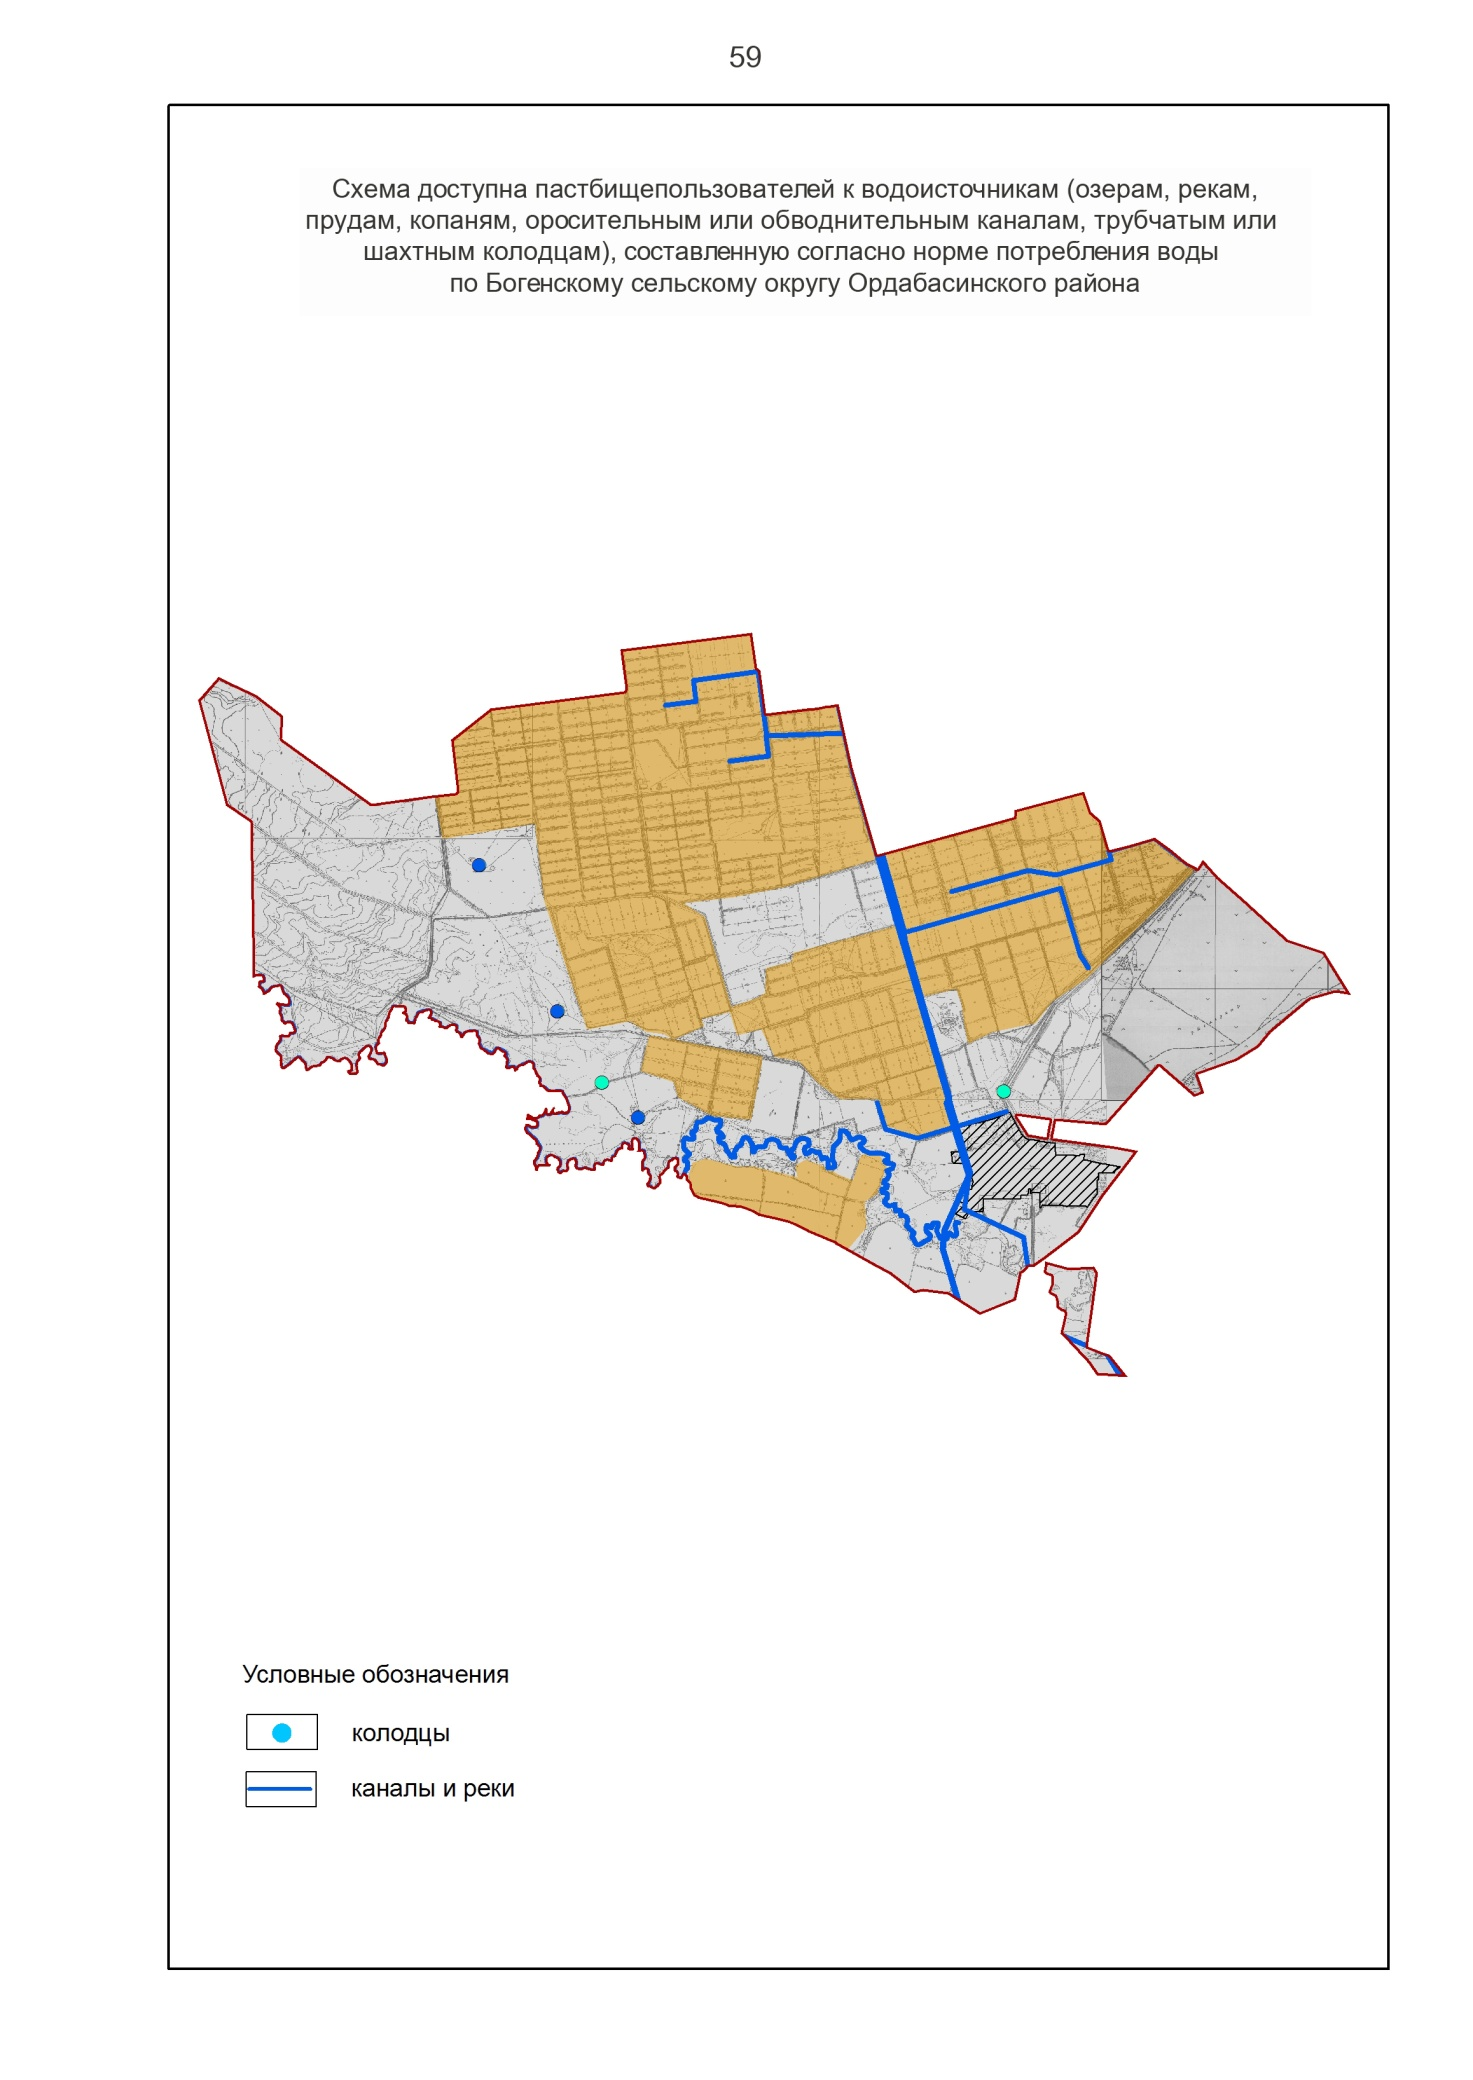 59
Схема доступна пастбищепользователей к водоисточникам (озерам, рекам,
прудам, копаням, оросительным или обводнительным каналам, трубчатым или
шахтным колодцам), составленную согласно норме потребления воды
по Богенскому сельскому округу Ордабасинского района
Условные обозначения
колодцы
каналы и реки